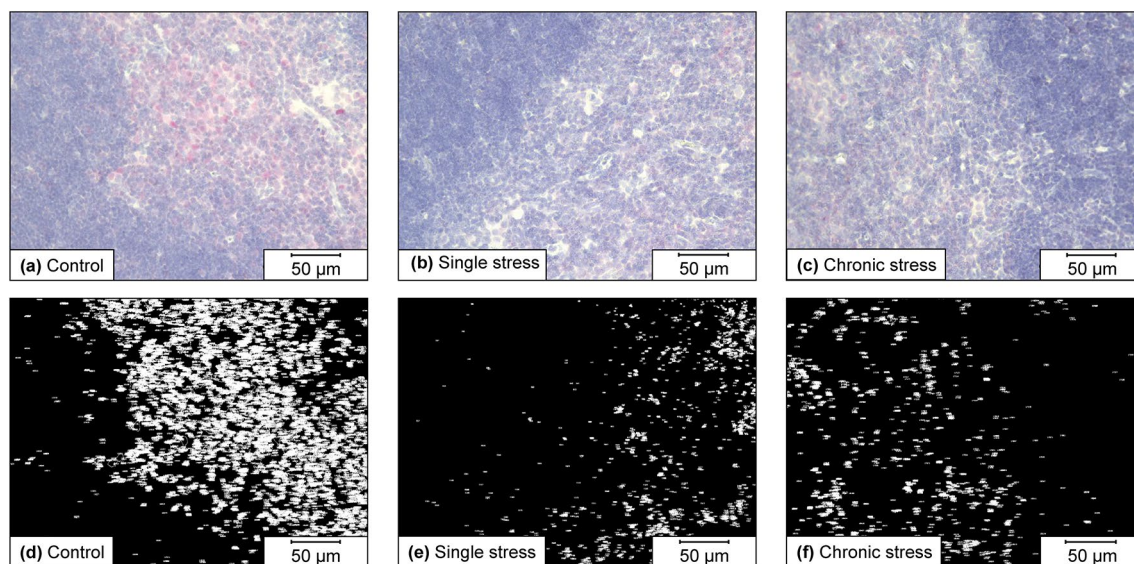 (a) Control
50 µm
(b) Single stress
50 µm
(c) Chronic stress
50 µm
(d) Control
50 µm
(e) Single stress
50 µm
(f) Chronic stress
50 µm